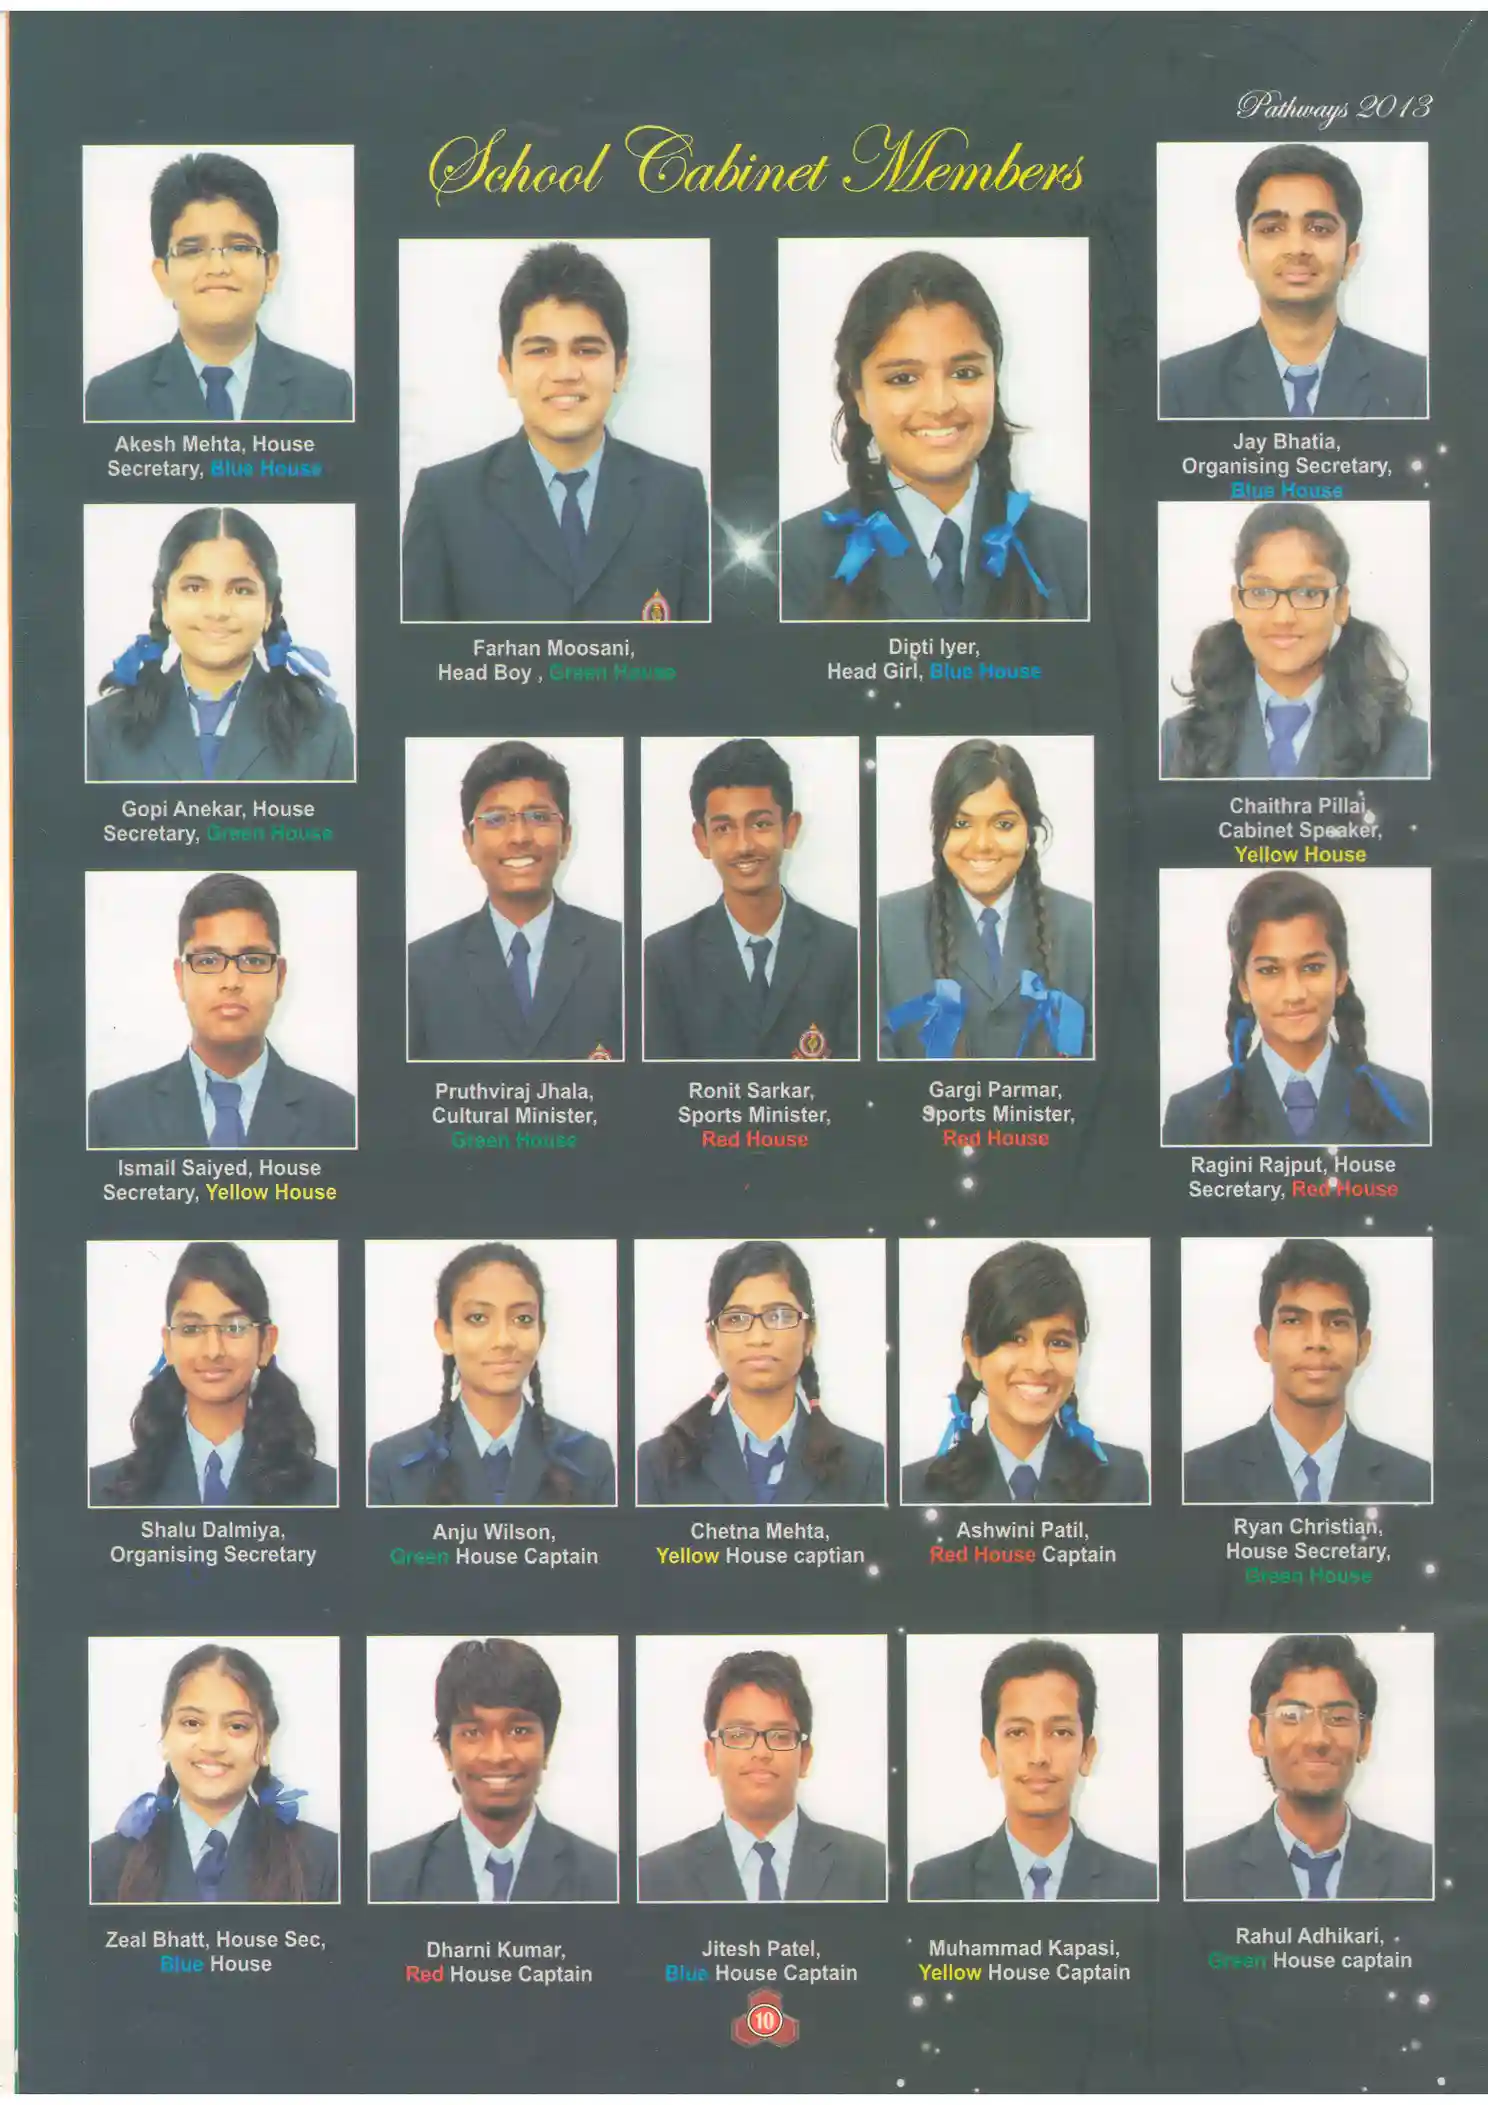 Pathways 2013
School Cabinet Members
Akesh Mehta, House
Secretary, Blue House
Farhan Moosani,
Head Boy , Green House
Dipti Iyer,
Head Girl, Blue House
Jay Bhatia,
Organising Secretary,
Blue House
Gopi Anekar, House
Secretary, Green House
Chaithra Pillai,
Cabinet Speaker,
Yellow House
Ismail Saiyed, House
Secretary, Yellow House
Pruthviraj Jhala,
Cultural Minister,
Green House
Ronit Sarkar,
Sports Minister,
Red House
Gargi Parmar,
Sports Minister,
Red House
Ragini Rajput, House
Secretary, Red House
Shalu Dalmiya,
Organising Secretary
Anju Wilson,
Green House Captain
Chetna Mehta,
Yellow House captian
Ashwini Patil,
Red House Captain
Ryan Christian,
House Secretary,
Green House
Zeal Bhatt, House Sec,
Blue House
Dharni Kumar,
Red House Captain
Jitesh Patel,
Blue House Captain
Muhammad Kapasi,
Yellow House Captain
Rahul Adhikari,
Green House captain
10